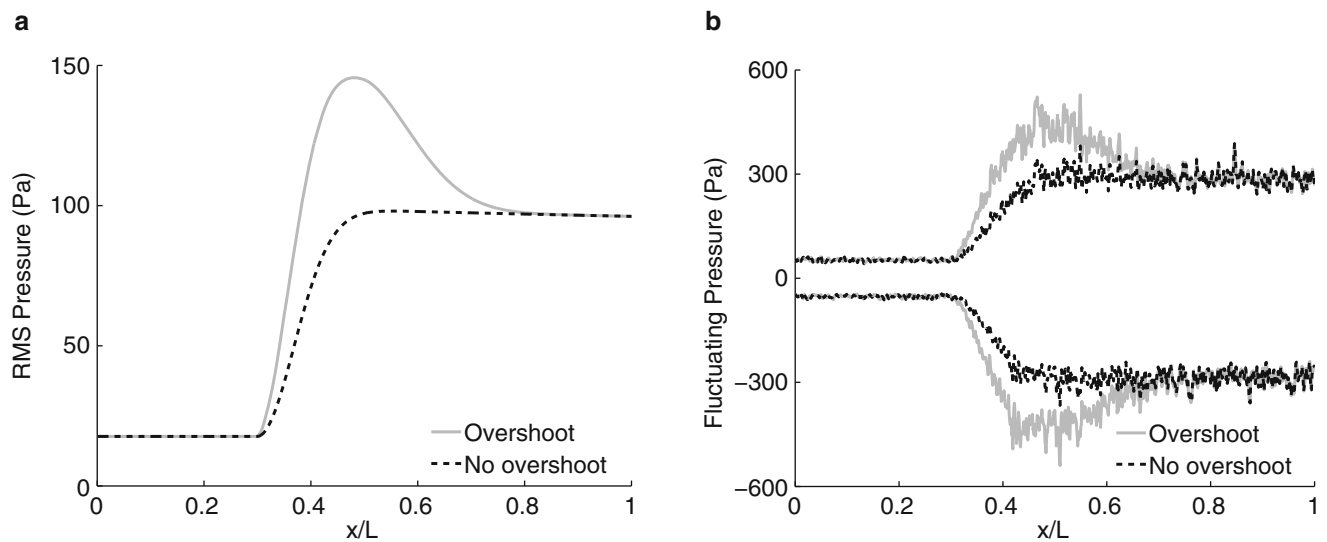 a
RMS Pressure (Pa)
150
100
50
0
0 0.2 0.4 0.6 0.8 1
x/L
Overshoot
No overshoot
b
Fluctuating Pressure (Pa)
600
300
0
−300
−600
0 0.2 0.4 0.6 0.8 1
x/L
Overshoot
No overshoot